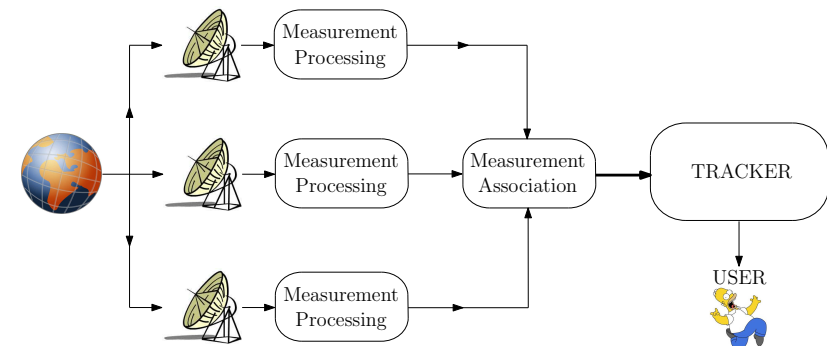 Measurement
Processing
Measurement
Processing
Measurement
Association
TRACKER
USER
Measurement
Processing